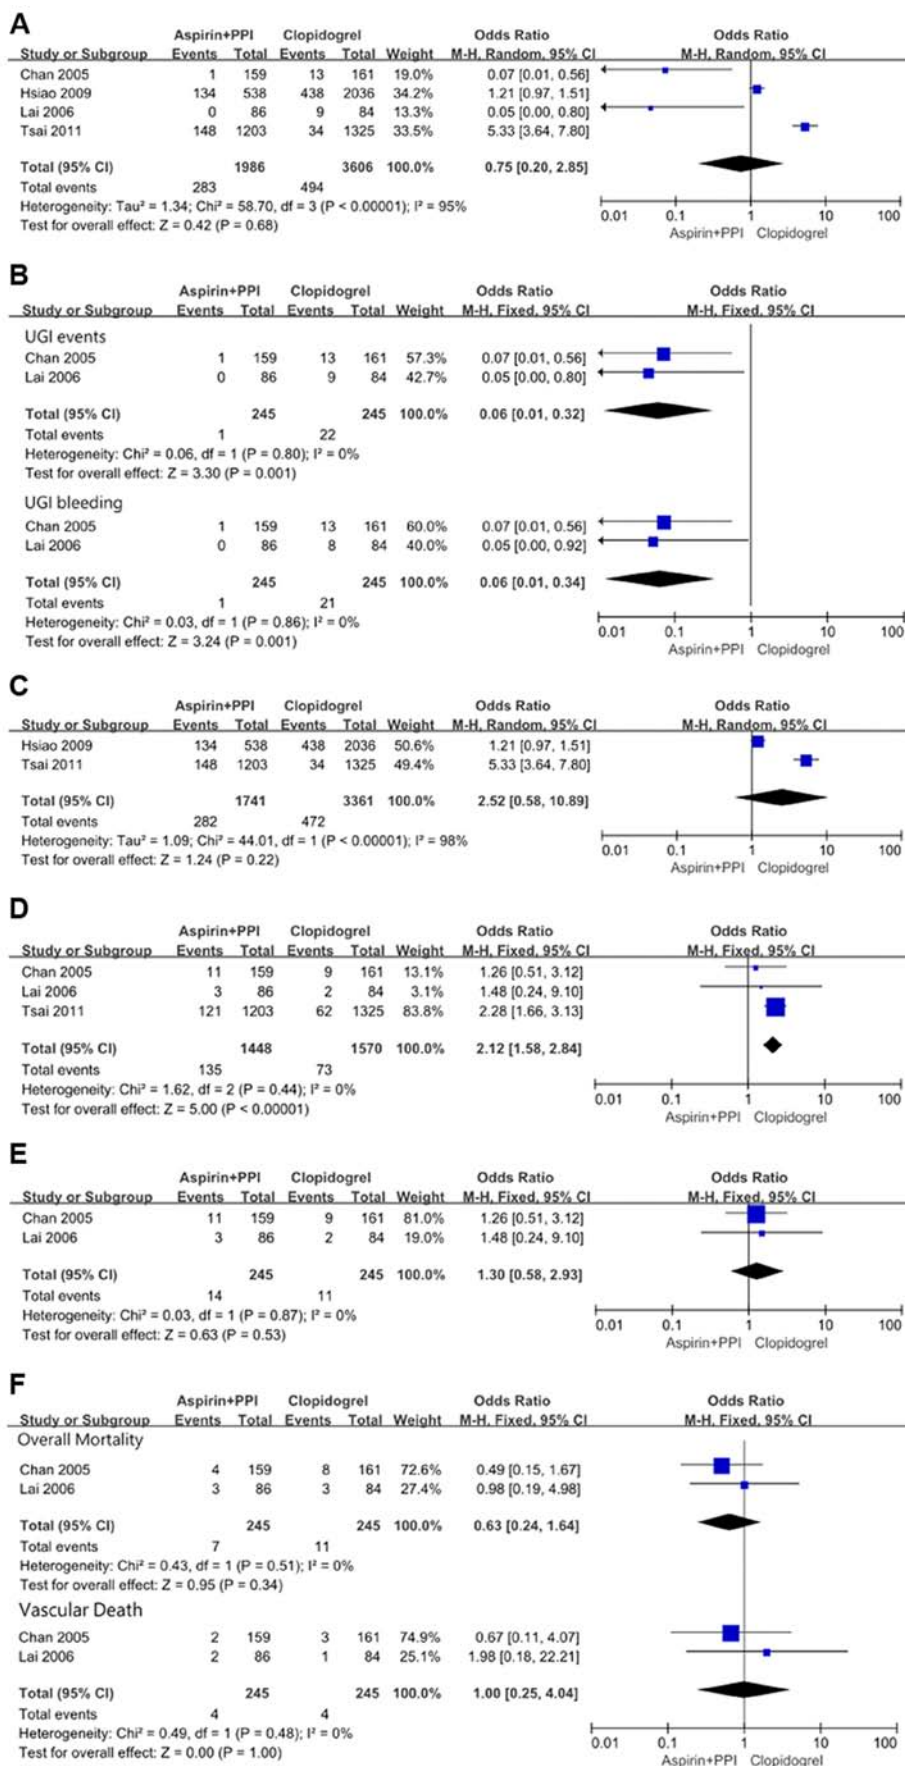 A
Aspirin+PPI Clopidogrel Odds Ratio Odds Ratio
Study or Subgroup Events Total Events Total Weight M-H, Random, 95% CI M-H, Random, 95% CI
Chan 2005 1 159 13 161 19.0% 0.07 [0.01, 0.56]
Hsiao 2009 134 538 438 2036 34.2% 1.21 [0.97, 1.51]
Lai 2006 0 86 9 84 13.3% 0.05 [0.00, 0.80]
Tsai 2011 148 1203 34 1325 33.5% 5.33 [3.64, 7.80]
Total (95% CI) 1986 3606 100.0% 0.75 [0.20, 2.85]
Total events 283 494
Heterogeneity: Tau² = 1.34; Chi² = 58.70, df = 3 (P < 0.00001); I² = 95%
Test for overall effect: Z = 0.42 (P = 0.68)
0.01 0.1 1 10 100
Aspirin+PPI Clopidogrel
B
Aspirin+PPI Clopidogrel Odds Ratio Odds Ratio
Study or Subgroup Events Total Events Total Weight M-H, Fixed, 95% CI M-H, Fixed, 95% CI
UGI events
Chan 2005 1 159 13 161 57.3% 0.07 [0.01, 0.56]
Lai 2006 0 86 9 84 42.7% 0.05 [0.00, 0.80]
Total (95% CI) 245 245 100.0% 0.06 [0.01, 0.32]
Total events 1 22
Heterogeneity: Chi² = 0.06, df = 1 (P = 0.80); I² = 0%
Test for overall effect: Z = 3.30 (P = 0.001)
UGI bleeding
Chan 2005 1 159 13 161 60.0% 0.07 [0.01, 0.56]
Lai 2006 0 86 8 84 40.0% 0.05 [0.00, 0.92]
Total (95% CI) 245 245 100.0% 0.06 [0.01, 0.34]
Total events 1 21
Heterogeneity: Chi² = 0.03, df = 1 (P = 0.86); I² = 0%
Test for overall effect: Z = 3.24 (P = 0.001)
0.01 0.1 1 10 100
Aspirin+PPI Clopidogrel
C
Aspirin+PPI Clopidogrel Odds Ratio Odds Ratio
Study or Subgroup Events Total Events Total Weight M-H, Random, 95% CI M-H, Random, 95% CI
Hsiao 2009 134 538 438 2036 50.6% 1.21 [0.97, 1.51]
Tsai 2011 148 1203 34 1325 49.4% 5.33 [3.64, 7.80]
Total (95% CI) 1741 3361 100.0% 2.52 [0.58, 10.89]
Total events 282 472
Heterogeneity: Tau² = 1.09; Chi² = 44.01, df = 1 (P < 0.00001); I² = 98%
Test for overall effect: Z = 1.24 (P = 0.22)
0.01 0.1 1 10 100
Aspirin+PPI Clopidogrel
D
Aspirin+PPI Clopidogrel Odds Ratio Odds Ratio
Study or Subgroup Events Total Events Total Weight M-H, Fixed, 95% CI M-H, Fixed, 95% CI
Chan 2005 11 159 9 161 13.1% 1.26 [0.51, 3.12]
Lai 2006 3 86 2 84 3.1% 1.48 [0.24, 9.10]
Tsai 2011 121 1203 62 1325 83.8% 2.28 [1.66, 3.13]
Total (95% CI) 1448 1570 100.0% 2.12 [1.58, 2.84]
Total events 135 73
Heterogeneity: Chi² = 1.62, df = 2 (P = 0.44); I² = 0%
Test for overall effect: Z = 5.00 (P < 0.00001)
0.01 0.1 1 10 100
Aspirin+PPI Clopidogrel
E
Aspirin+PPI Clopidogrel Odds Ratio Odds Ratio
Study or Subgroup Events Total Events Total Weight M-H, Fixed, 95% CI M-H, Fixed, 95% CI
Chan 2005 11 159 9 161 81.0% 1.26 [0.51, 3.12]
Lai 2006 3 86 2 84 19.0% 1.48 [0.24, 9.10]
Total (95% CI) 245 245 100.0% 1.30 [0.58, 2.93]
Total events 14 11
Heterogeneity: Chi² = 0.03, df = 1 (P = 0.87); I² = 0%
Test for overall effect: Z = 0.63 (P = 0.53)
0.01 0.1 1 10 100
Aspirin+PPI Clopidogrel
F
Aspirin+PPI Clopidogrel Odds Ratio Odds Ratio
Study or Subgroup Events Total Events Total Weight M-H, Fixed, 95% CI M-H, Fixed, 95% CI
Overall Mortality
Chan 2005 4 159 8 161 72.6% 0.49 [0.15, 1.67]
Lai 2006 3 86 3 84 27.4% 0.98 [0.19, 4.98]
Total (95% CI) 245 245 100.0% 0.63 [0.24, 1.64]
Total events 7 11
Heterogeneity: Chi² = 0.43, df = 1 (P = 0.51); I² = 0%
Test for overall effect: Z = 0.95 (P = 0.34)
Vascular Death
Chan 2005 2 159 3 161 74.9% 0.67 [0.11, 4.07]
Lai 2006 2 86 1 84 25.1% 1.98 [0.18, 22.21]
Total (95% CI) 245 245 100.0% 1.00 [0.25, 4.04]
Total events 4 4
Heterogeneity: Chi² = 0.49, df = 1 (P = 0.48); I² = 0%
Test for overall effect: Z = 0.00 (P = 1.00)
0.01 0.1 1 10 100
Aspirin+PPI Clopidogrel